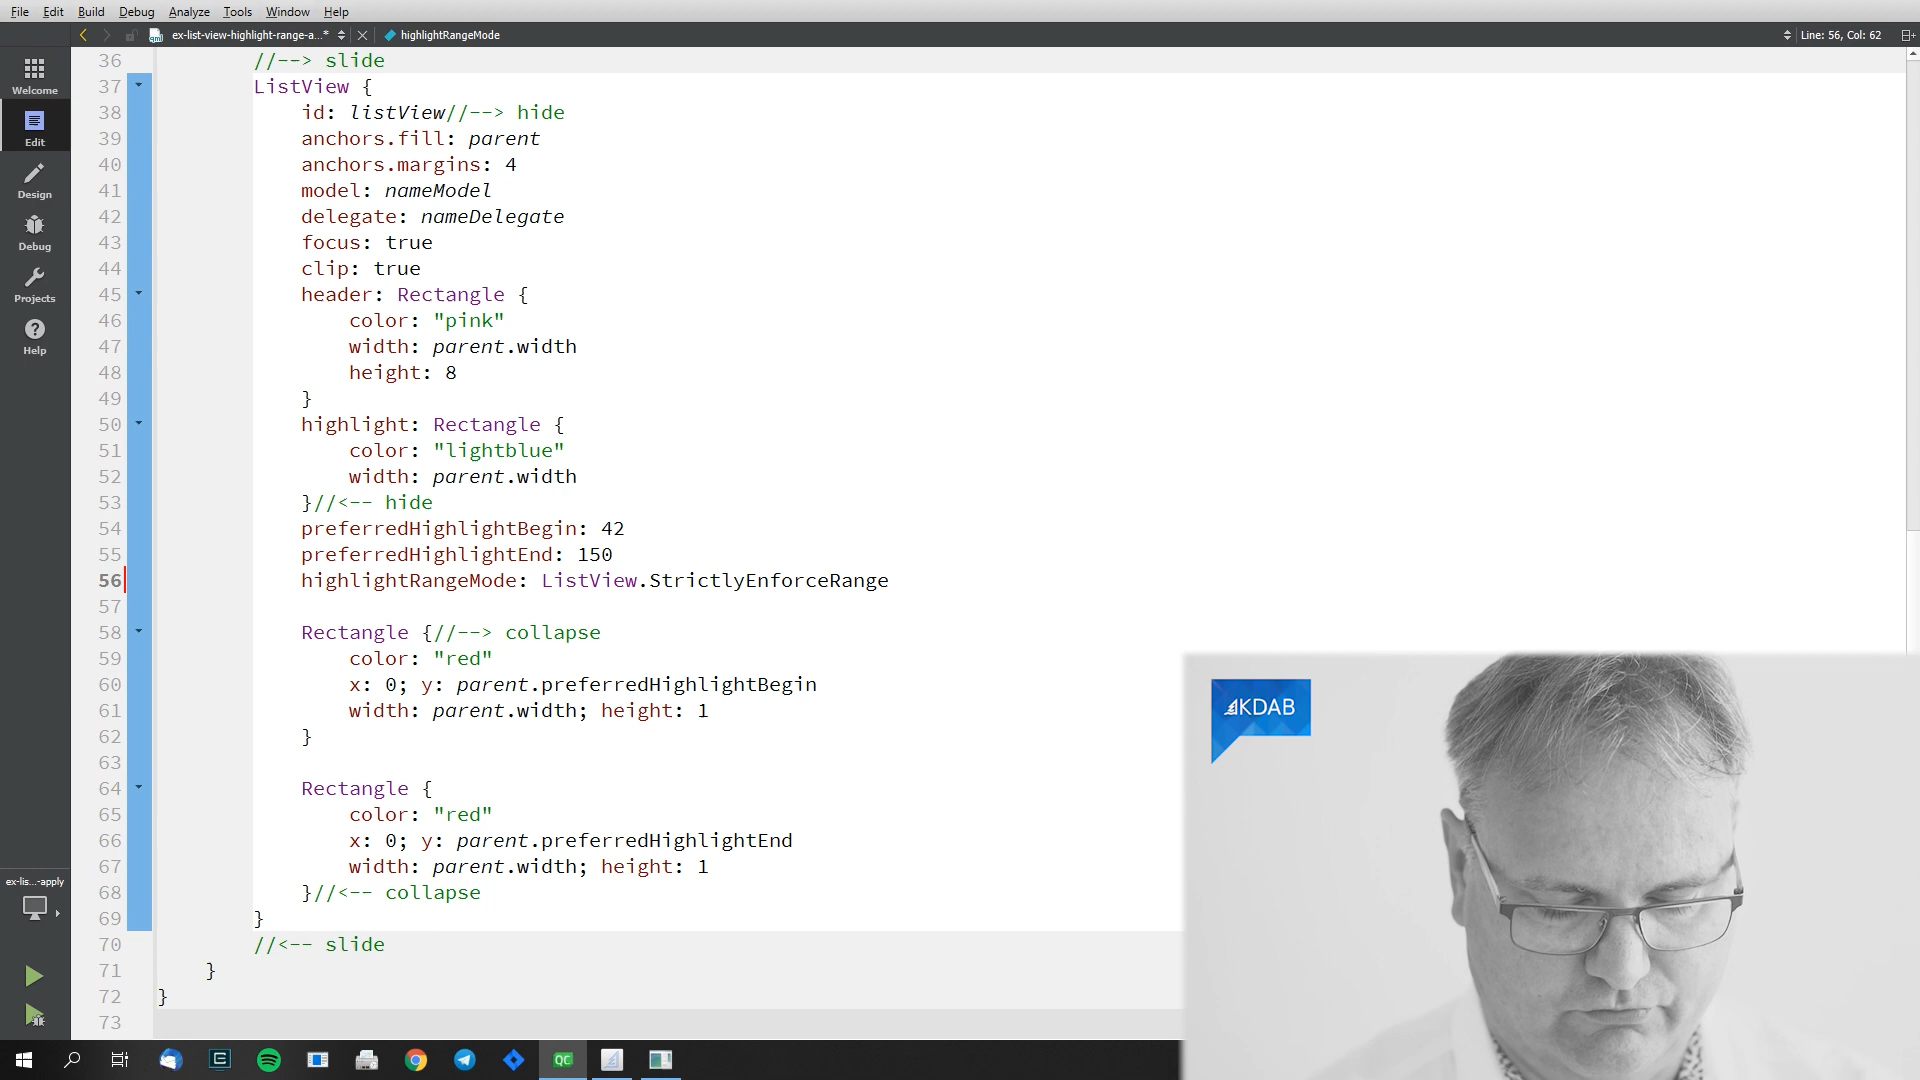 File Edit Build Debug Analyze Tools Window Help
ex-list-view-highlight-range-a...* highlightRangeMode Line: 56, Col: 62
Welcome
Edit
Design
Debug
Projects
Help
ex-lis...-apply
36 //--> slide
37 ListView {
38 id: listView//--> hide
39 anchors.fill: parent
40 anchors.margins: 4
41 model: nameModel
42 delegate: nameDelegate
43 focus: true
44 clip: true
45 header: Rectangle {
46 color: "pink"
47 width: parent.width
48 height: 8
49 }
50 highlight: Rectangle {
51 color: "lightblue"
52 width: parent.width
53 }//<-- hide
54 preferredHighlightBegin: 42
55 preferredHighlightEnd: 150
56 highlightRangeMode: ListView.StrictlyEnforceRange
57
58 Rectangle {//--> collapse
59 color: "red"
60 x: 0; y: parent.preferredHighlightBegin
61 width: parent.width; height: 1
62 }
63
64 Rectangle {
65 color: "red"
66 x: 0; y: parent.preferredHighlightEnd
67 width: parent.width; height: 1
68 }//<-- collapse
69 }
70 //<-- slide
71 }
72 }
73
KDAB
QC